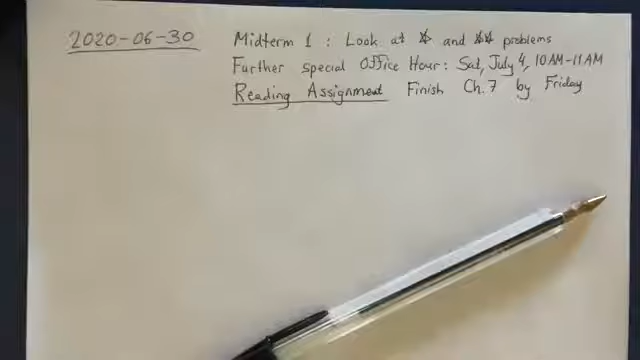 2020-06-30
Midterm 1 : Look at ☆ and ☆☆ problems
Further special Office Hour: Sat, July 4, 10AM-11AM
Reading Assignment Finish Ch. 7 by Friday